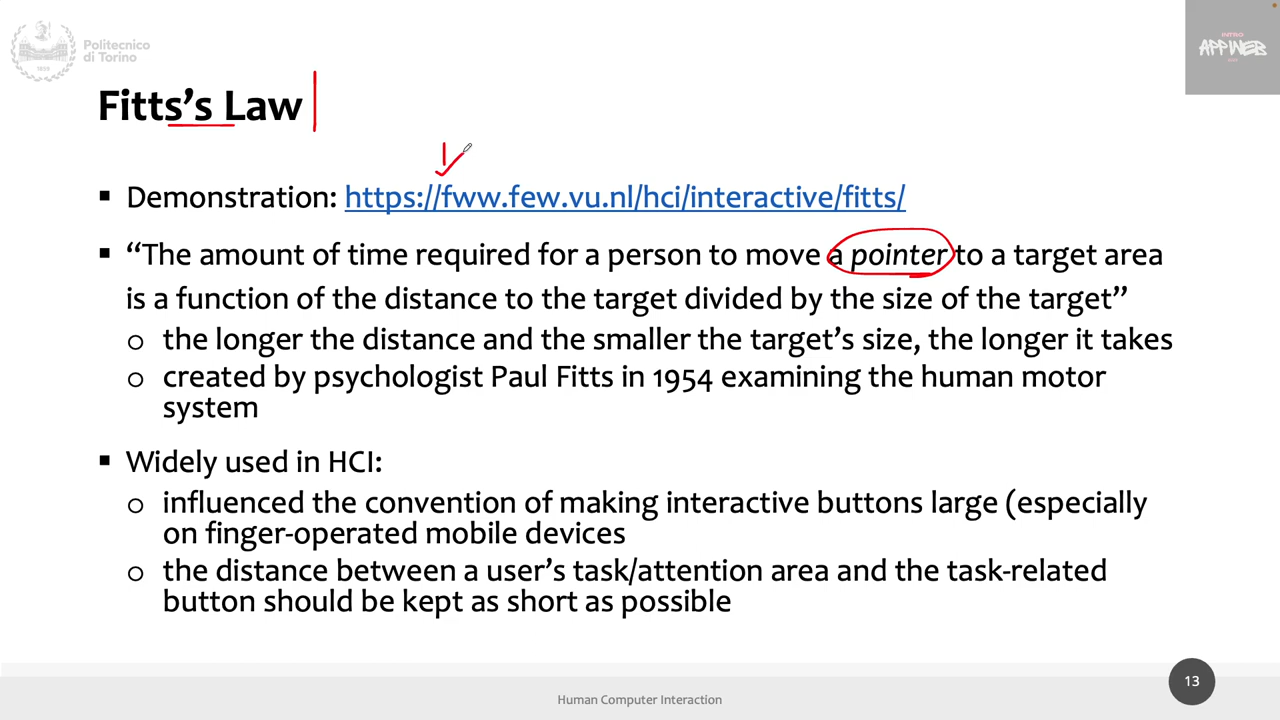 Politecnico
di Torino
1859
INTRO
APPWEB
Fitts’s Law
▪ Demonstration: https://fww.few.vu.nl/hci/interactive/fitts/
▪ “The amount of time required for a person to move a pointer to a target area
is a function of the distance to the target divided by the size of the target”
o the longer the distance and the smaller the target’s size, the longer it takes
o created by psychologist Paul Fitts in 1954 examining the human motor
system
▪ Widely used in HCI:
o influenced the convention of making interactive buttons large (especially
on finger-operated mobile devices
o the distance between a user’s task/attention area and the task-related
button should be kept as short as possible
Human Computer Interaction
13